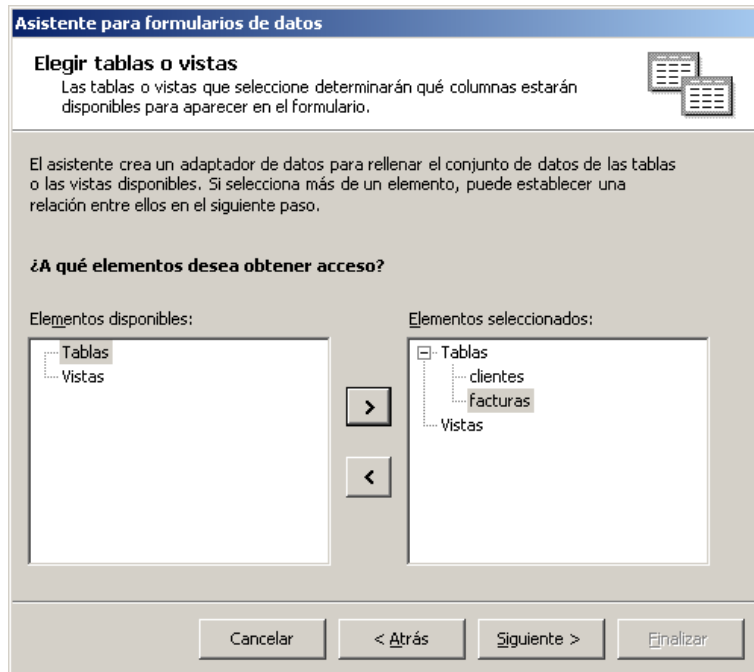 Asistente para formularios de datos
Elegir tablas o vistas
Las tablas o vistas que seleccione determinarán qué columnas estarán
disponibles para aparecer en el formulario.
El asistente crea un adaptador de datos para rellenar el conjunto de datos de las tablas
o las vistas disponibles. Si selecciona más de un elemento, puede establecer una
relación entre ellos en el siguiente paso.
¿A qué elementos desea obtener acceso?
Elementos disponibles:
Tablas
Vistas
>
<
Elementos seleccionados:
Tablas
clientes
facturas
Vistas
Cancelar < Atrás Siguiente > Finalizar